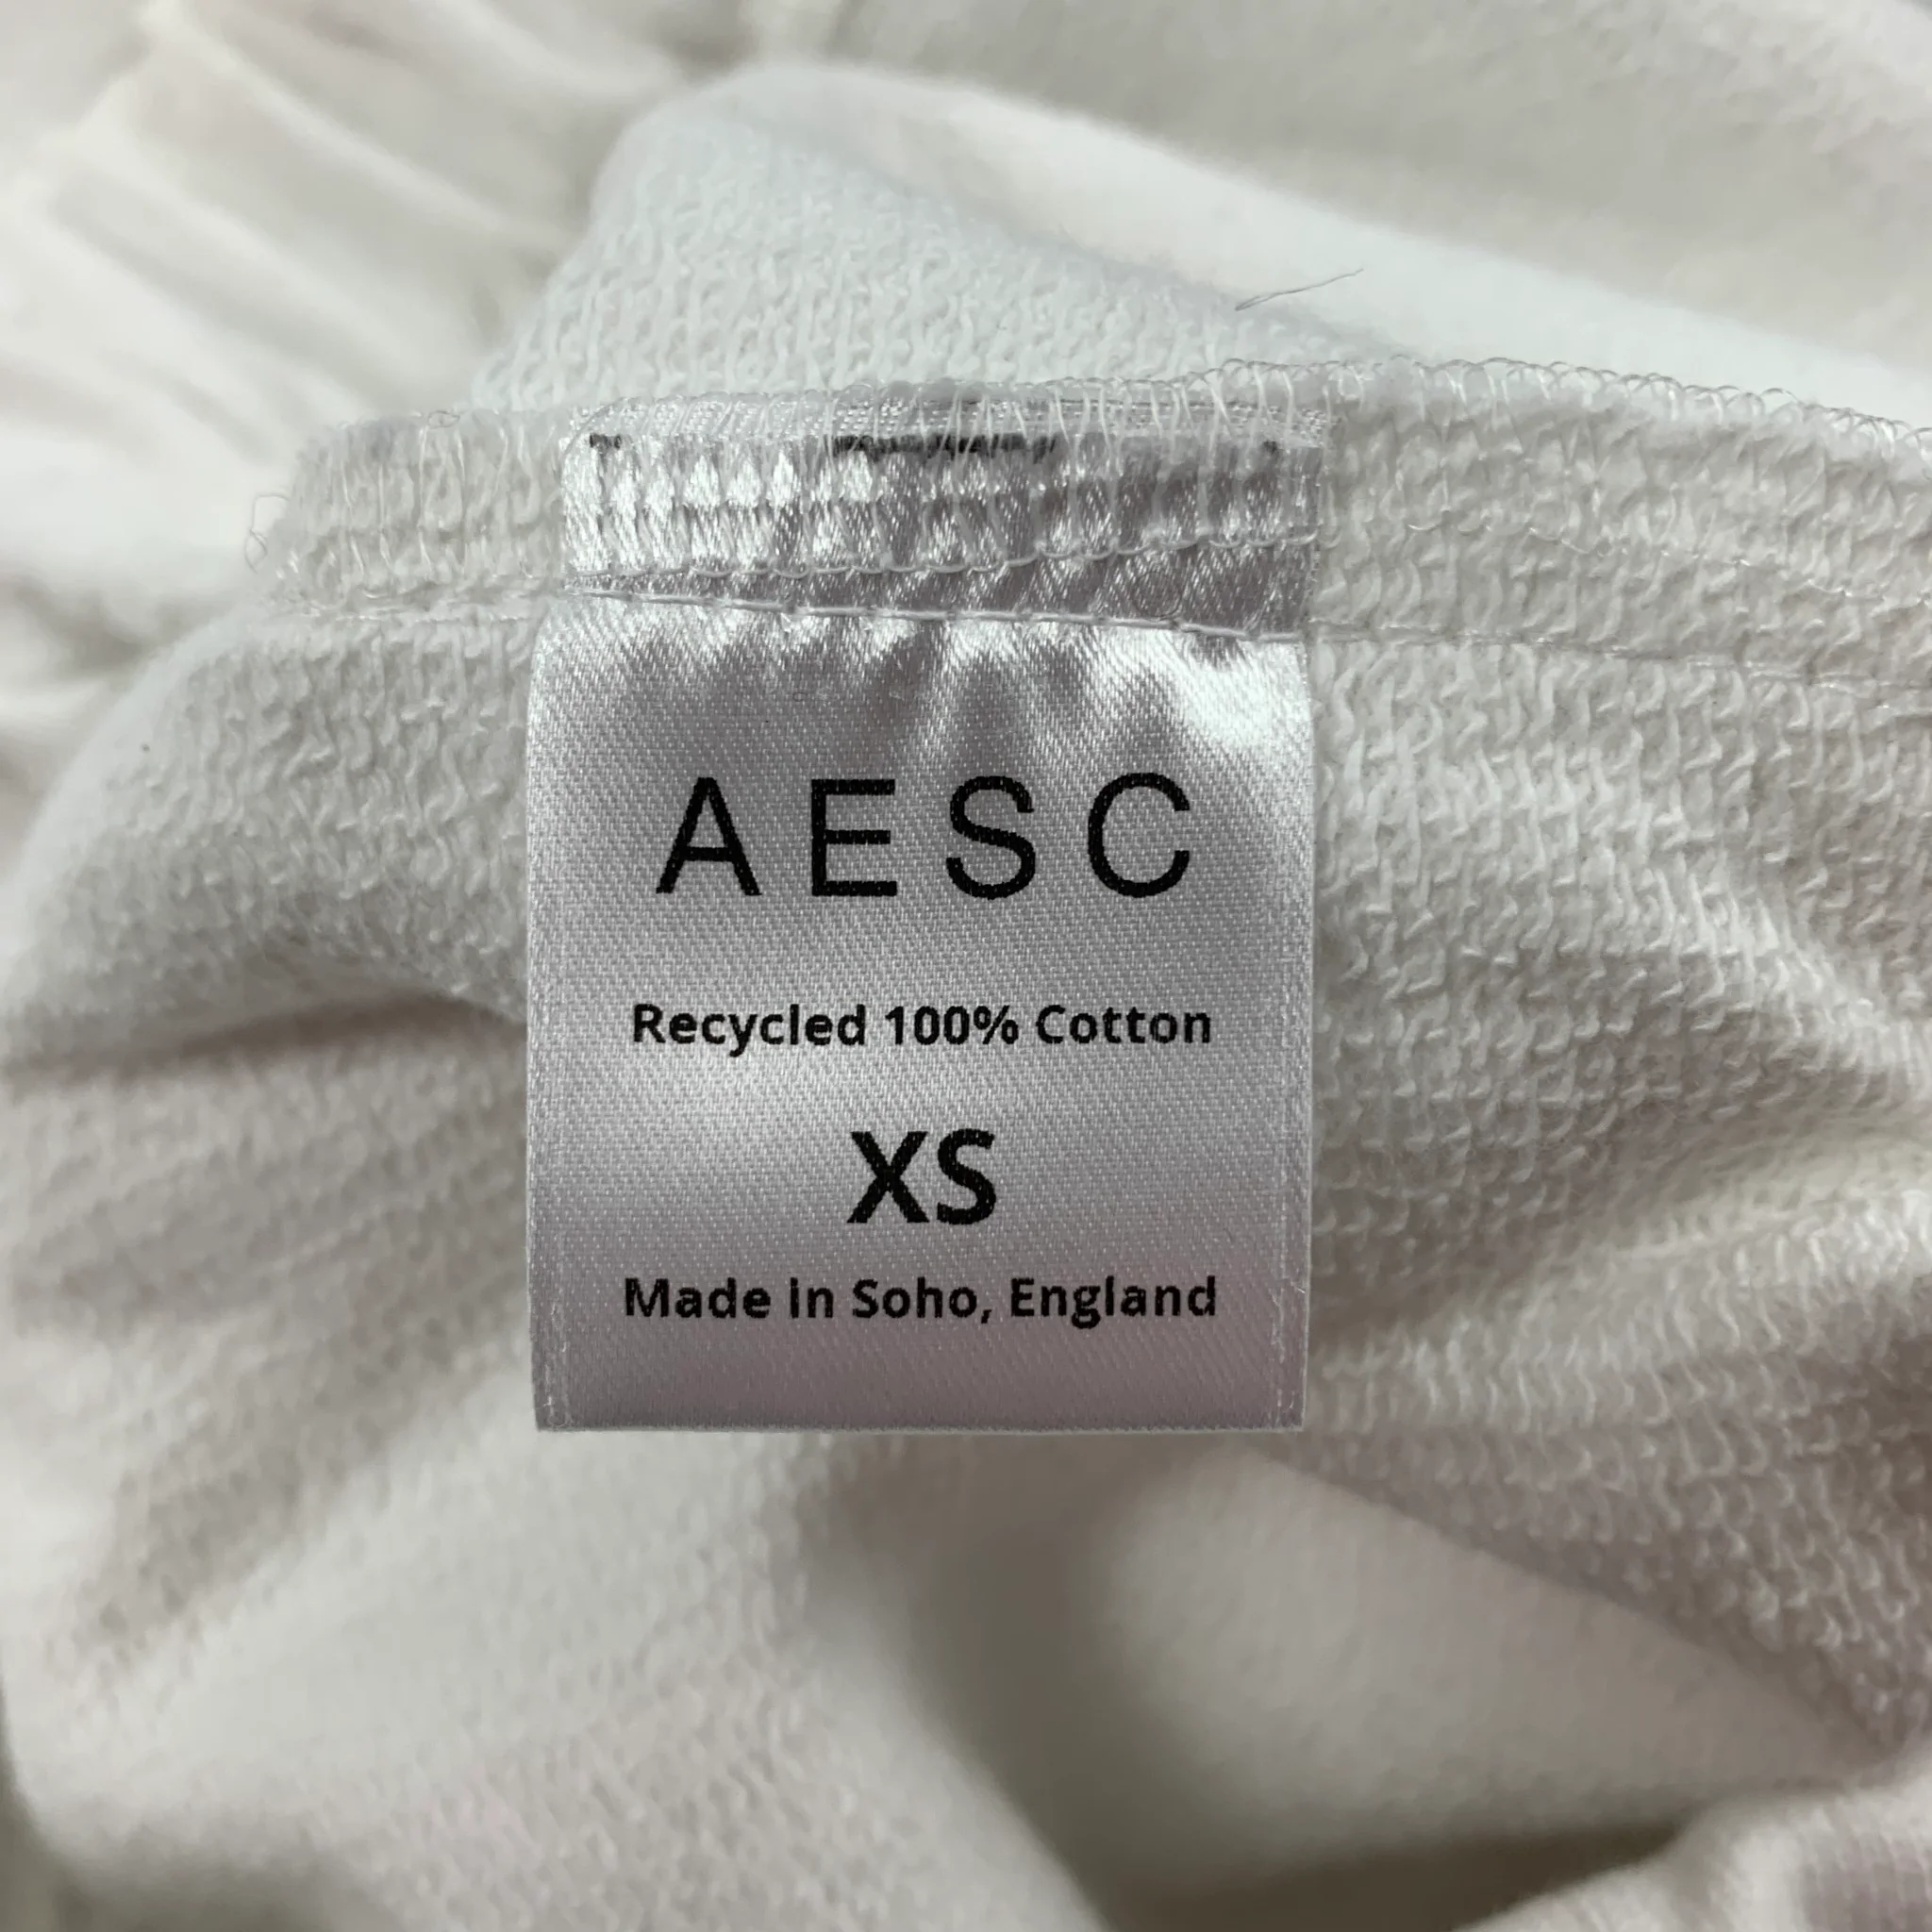 AESC
Recycled 100% Cotton
XS
Made in Soho, England